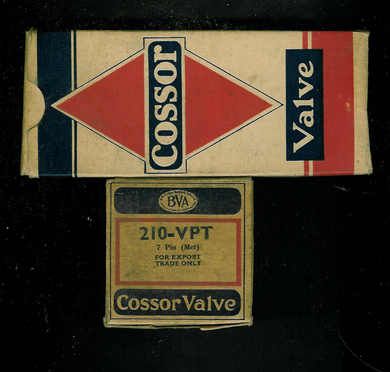 Cossor
Valve
BVA
210-VPT
7 Pin (Met)
FOR EXPORT
TRADE ONLY
Cossor Valve